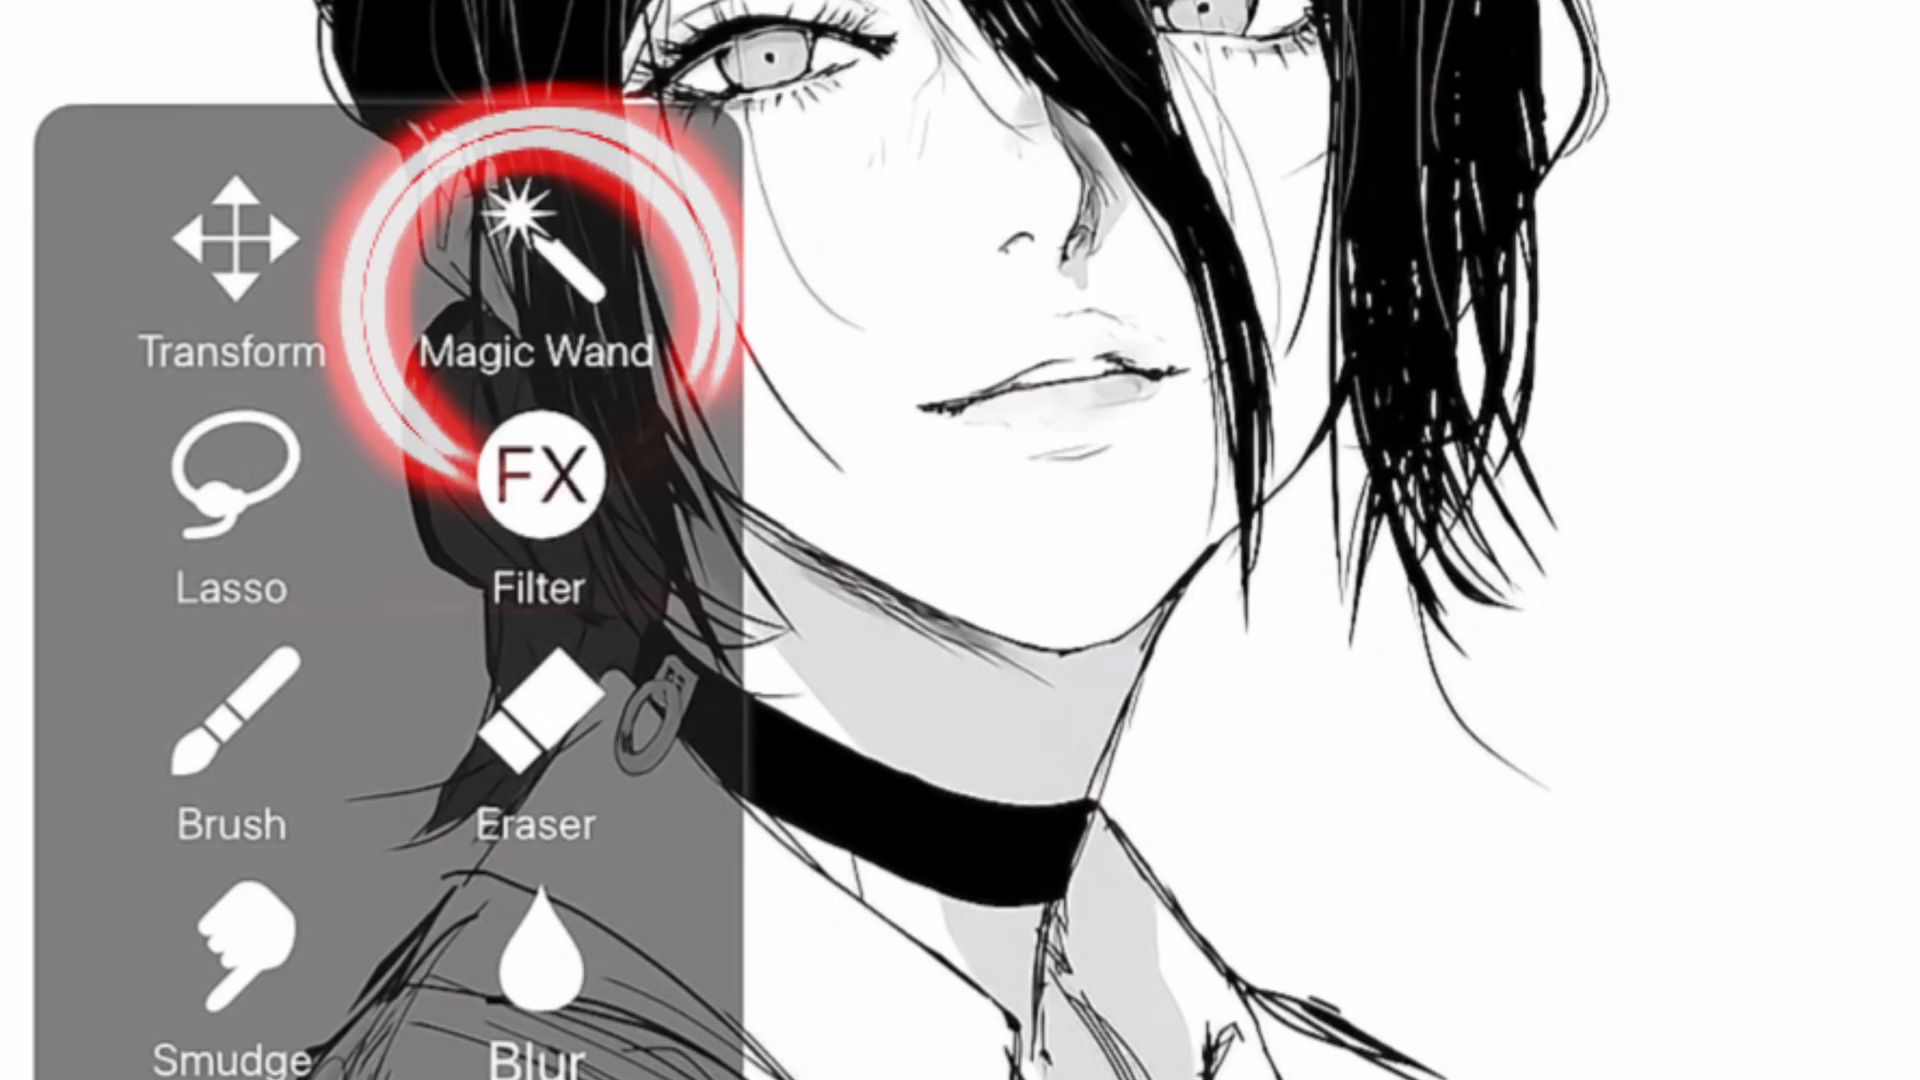 Transform
Magic Wand
Lasso
FX
Filter
Brush
Eraser
Smudge
Blur